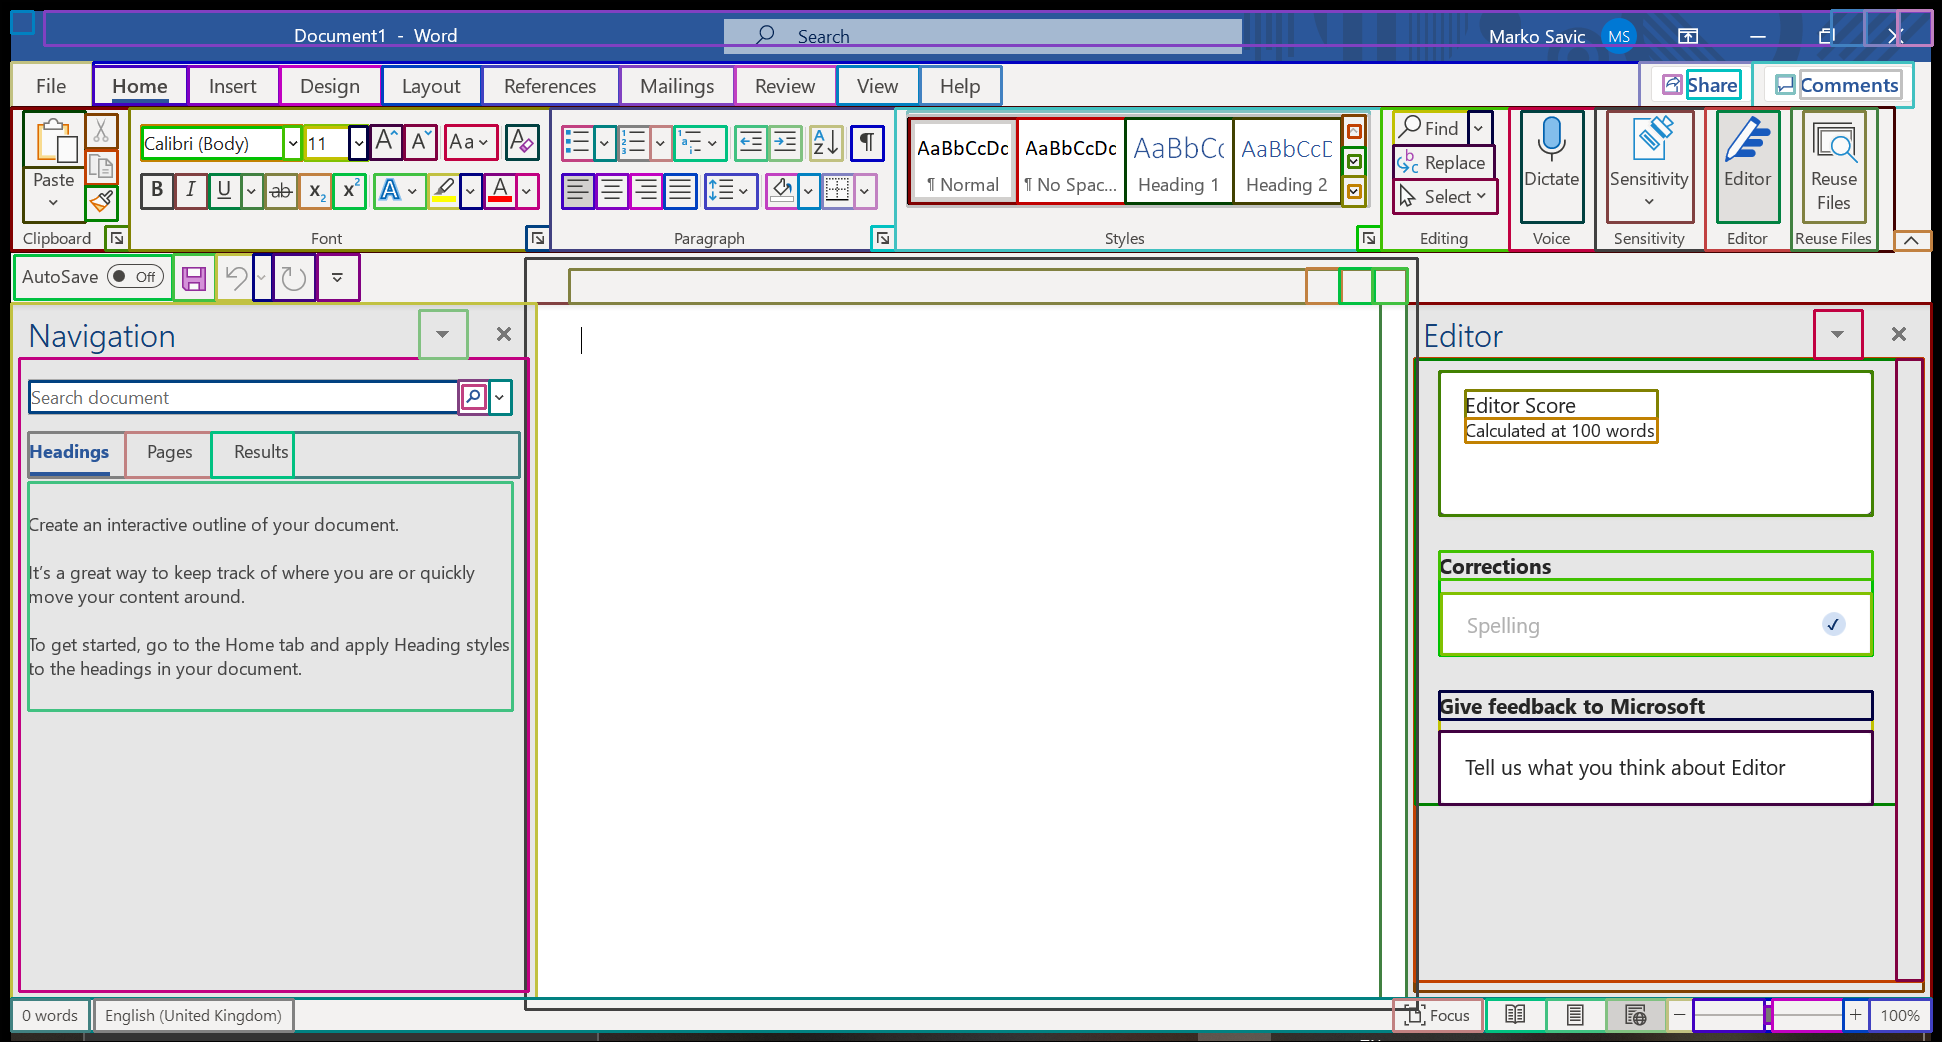 Document1 - Word
Search
Marko Savic
MS
File
Home
Insert
Design
Layout
References
Mailings
Review
View
Help
Share
Comments
Paste
Clipboard
Calibri (Body)
11
Aa
B I U ab x₂ x²
A
A
Font
Paragraph
AaBbCcDc
¶ Normal
AaBbCcDc
¶ No Spac...
AaBbCc
Heading 1
AaBbCcD
Heading 2
Styles
Find
Replace
Select
Editing
Dictate
Voice
Sensitivity
Sensitivity
Editor
Editor
Reuse
Files
Reuse Files
AutoSave
Off
Navigation
Search document
Headings
Pages
Results
Create an interactive outline of your document.
It's a great way to keep track of where you are or quickly
move your content around.
To get started, go to the Home tab and apply Heading styles
to the headings in your document.
Editor
Editor Score
Calculated at 100 words
Corrections
Spelling
Give feedback to Microsoft
Tell us what you think about Editor
0 words
English (United Kingdom)
Focus
100%